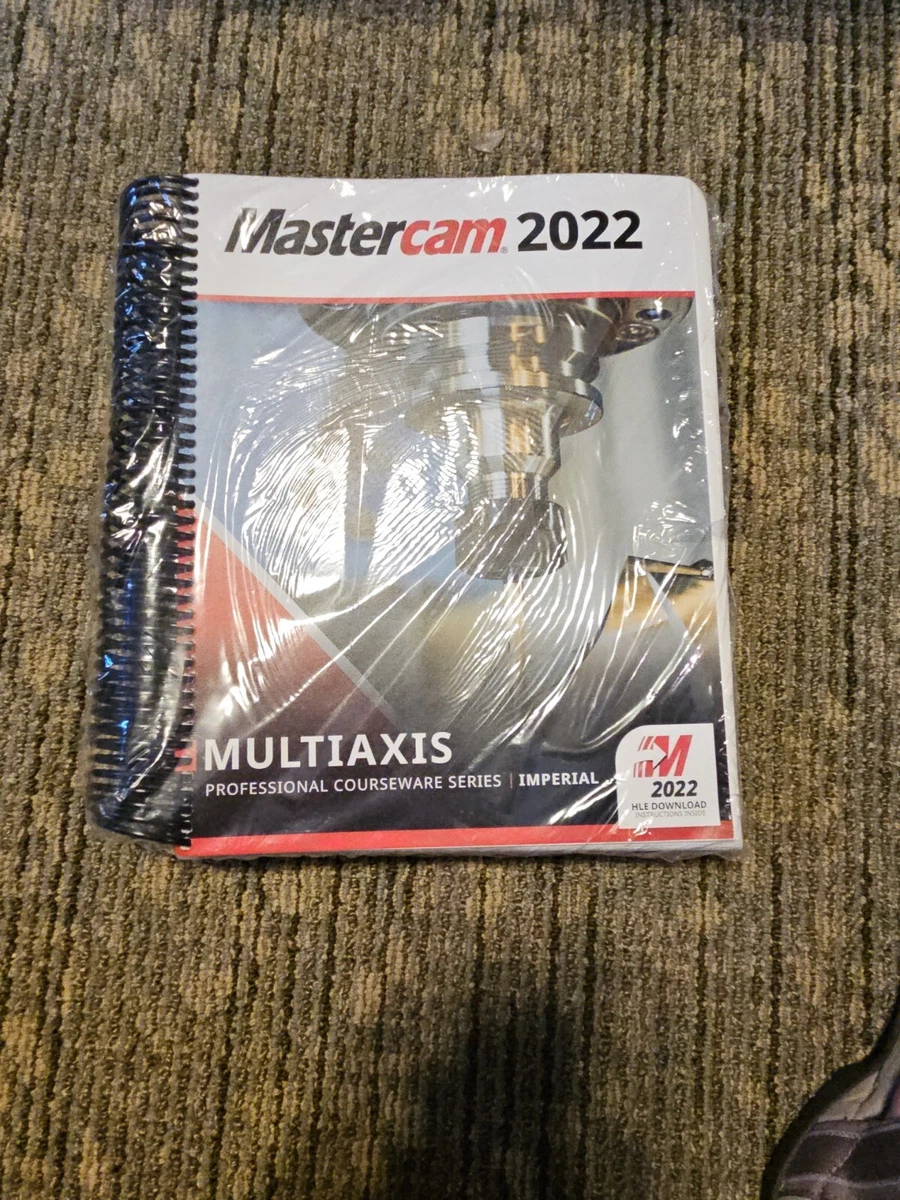 Mastercam® 2022
MULTIAXIS
PROFESSIONAL COURSEWARE SERIES | IMPERIAL
M
2022
HLE DOWNLOAD
INSTRUCTIONS INSIDE